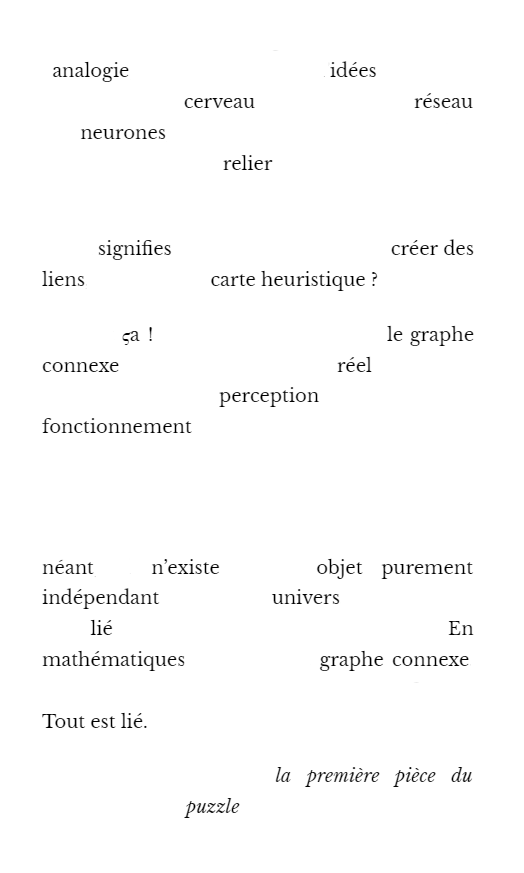 analogie idées
cerveau réseau
neurones
relier
signifies créer des
liens carte heuristique ?
ça ! le graphe
connexe réel
perception
fonctionnement
néant n’existe objet purement
indépendant univers
lié En
mathématiques graphe connexe
Tout est lié.
la première pièce du
puzzle